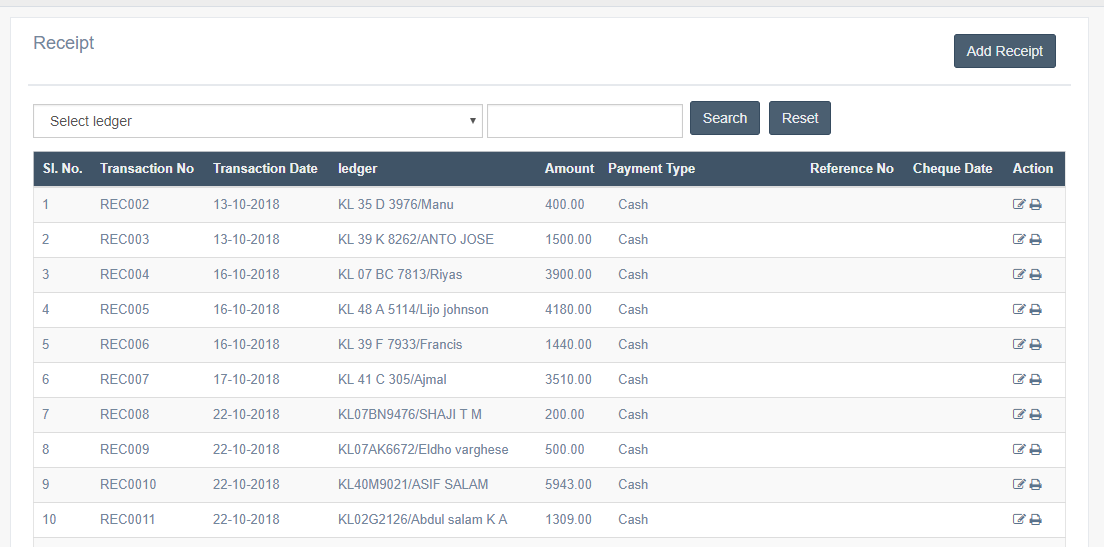 Receipt
Add Receipt
Select ledger
Search Reset
Sl. No. Transaction No Transaction Date ledger Amount Payment Type Reference No Cheque Date Action
1 REC002 13-10-2018 KL 35 D 3976/Manu 400.00 Cash
2 REC003 13-10-2018 KL 39 K 8262/ANTO JOSE 1500.00 Cash
3 REC004 16-10-2018 KL 07 BC 7813/Riyas 3900.00 Cash
4 REC005 16-10-2018 KL 48 A 5114/Lijo johnson 4180.00 Cash
5 REC006 16-10-2018 KL 39 F 7933/Francis 1440.00 Cash
6 REC007 17-10-2018 KL 41 C 305/Ajmal 3510.00 Cash
7 REC008 22-10-2018 KL07BN9476/SHAJI T M 200.00 Cash
8 REC009 22-10-2018 KL07AK6672/Eldho varghese 500.00 Cash
9 REC0010 22-10-2018 KL40M9021/ASIF SALAM 5943.00 Cash
10 REC0011 22-10-2018 KL02G2126/Abdul salam K A 1309.00 Cash